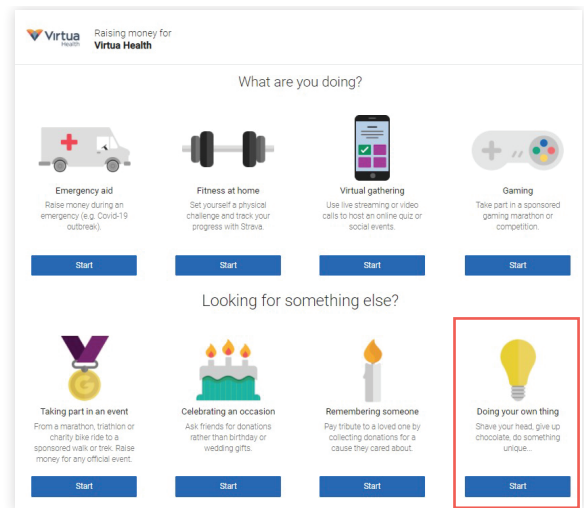 Virtua
Health
Raising money for
Virtua Health
What are you doing?
Emergency aid
Raise money during an
emergency (e.g. Covid-19
outbreak).
Start
Fitness at home
Set yourself a physical
challenge and track your
progress with Strava.
Start
Virtual gathering
Use live streaming or video
calls to host an online quiz or
social events.
Start
Gaming
Take part in a sponsored
gaming marathon or
competition.
Start
Looking for something else?
G
Taking part in an event
From a marathon, triathlon or
charity bike ride to a
sponsored walk or trek. Raise
money for any official event.
Start
Celebrating an occasion
Ask friends for donations
rather than birthday or
wedding gifts.
Start
Remembering someone
Pay tribute to a loved one by
collecting donations for a
cause they cared about.
Start
Doing your own thing
Shave your head, give up
chocolate, do something
unique...
Start